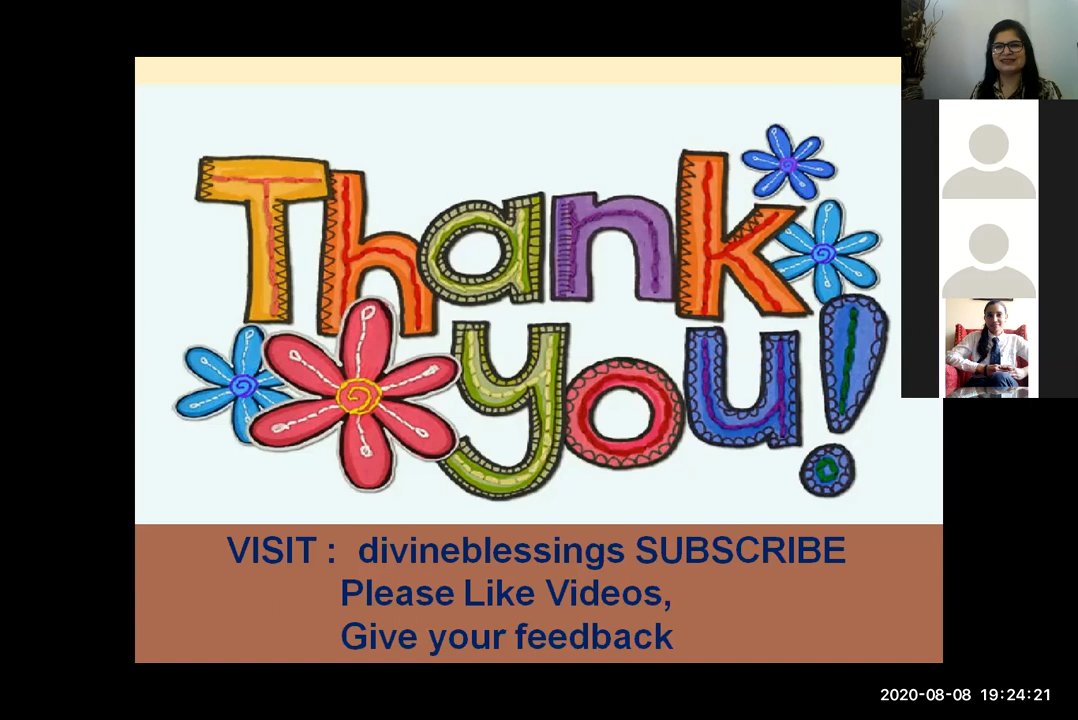 Thank
you!
VISIT : divineblessings SUBSCRIBE
Please Like Videos,
Give your feedback
2020-08-08 19:24:21